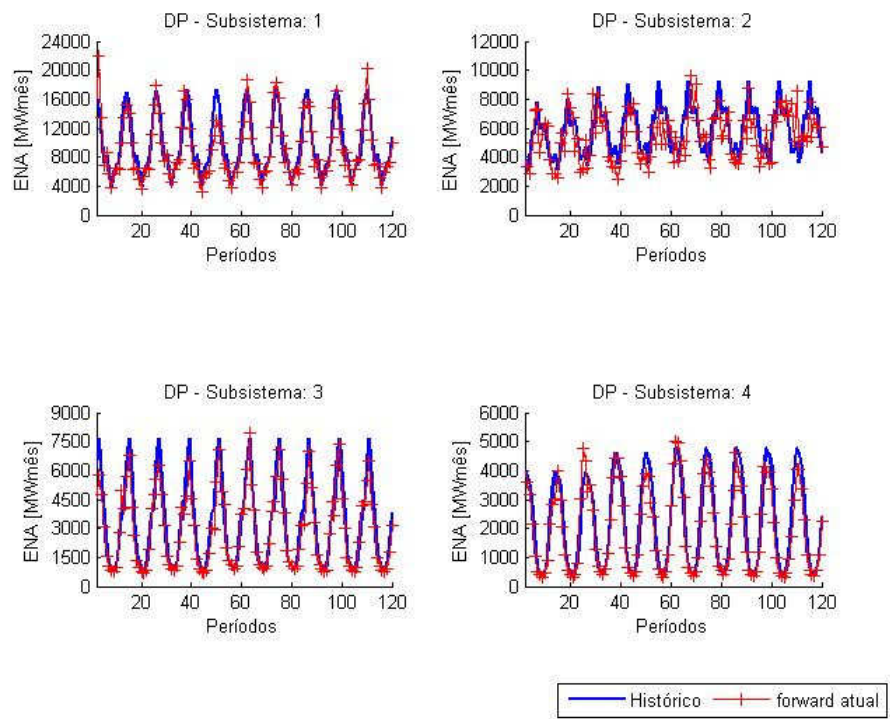 DP - Subsistema: 1
24000
20000
16000
12000
8000
4000
0
ENA [MWmês]
20 40 60 80 100 120
Períodos
DP - Subsistema: 2
12000
10000
8000
6000
4000
2000
0
ENA [MWmês]
20 40 60 80 100 120
Períodos
DP - Subsistema: 3
9000
7500
6000
4500
3000
1500
0
ENA [MWmês]
20 40 60 80 100 120
Períodos
DP - Subsistema: 4
6000
5000
4000
3000
2000
1000
0
ENA [MWmês]
20 40 60 80 100 120
Períodos
Histórico forward atual